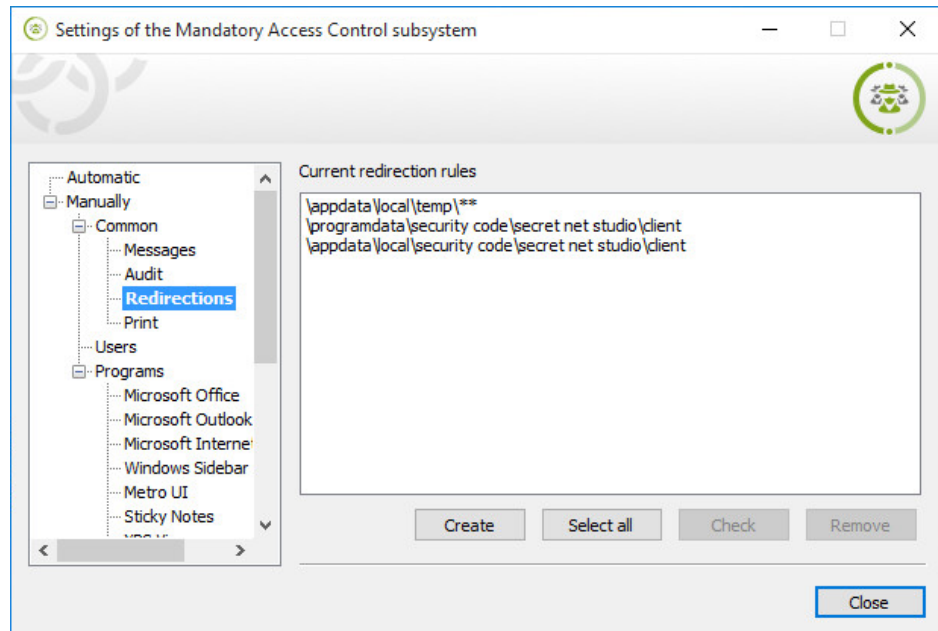 Settings of the Mandatory Access Control subsystem
Automatic
Manually
Common
Messages
Audit
Redirections
Print
Users
Programs
Microsoft Office
Microsoft Outlook
Microsoft Interne
Windows Sidebar
Metro UI
Sticky Notes
Current redirection rules
\appdata\local\temp\**
\programdata\security code\secret net studio\client
\appdata\local\security code\secret net studio\client
Create
Select all
Check
Remove
Close